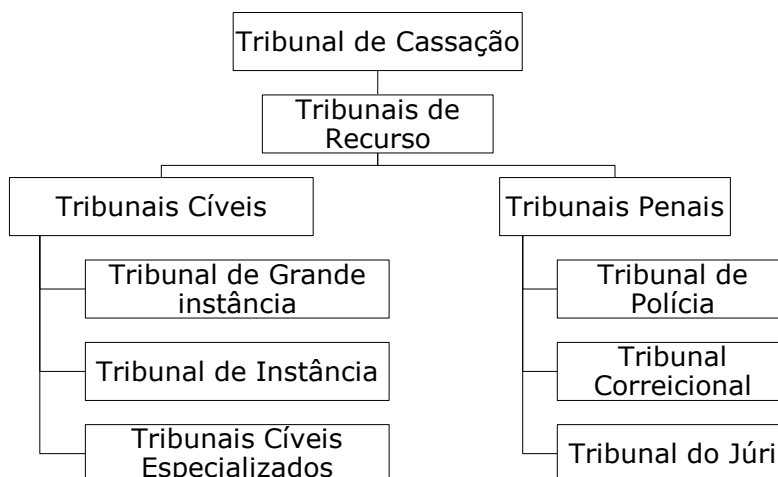 Tribunal de Cassação
Tribunais de
Recurso
Tribunais Cíveis
Tribunais Penais
Tribunal de Grande
instância
Tribunal de
Polícia
Tribunal de Instância
Tribunal
Correicional
Tribunais Cíveis
Especializados
Tribunal do Júri